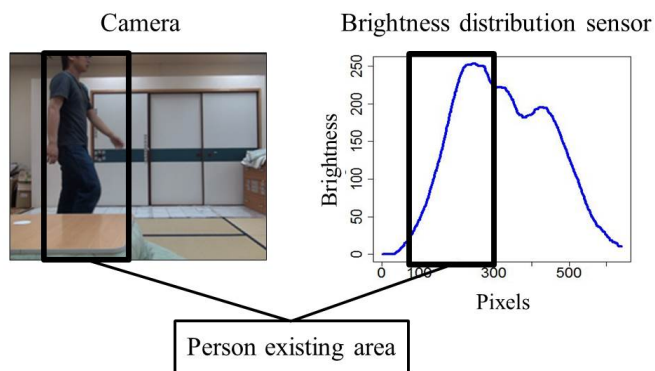 Camera
Brightness distribution sensor
Brightness
250
200
150
100
50
0
0
100
300
500
Pixels
Person existing area